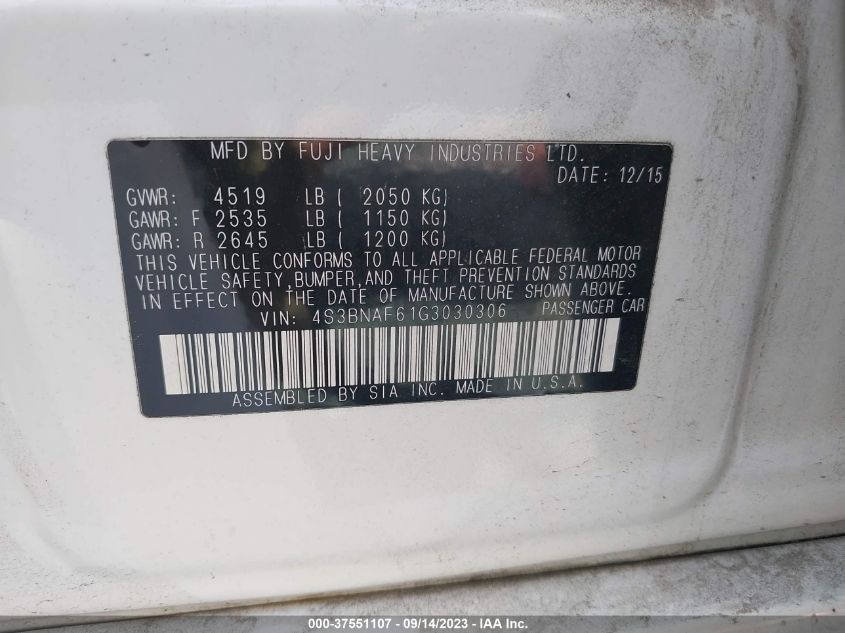 MFD BY FUJI HEAVY INDUSTRIES LTD.
DATE: 12/15
GVWR: 4519 LB ( 2050 KG)
GAWR: F 2535 LB ( 1150 KG)
GAWR: R 2645 LB ( 1200 KG)
THIS VEHICLE CONFORMS TO ALL APPLICABLE FEDERAL MOTOR
VEHICLE SAFETY, BUMPER, AND THEFT PREVENTION STANDARDS
IN EFFECT ON THE DATE OF MANUFACTURE SHOWN ABOVE.
VIN: 4S3BNAF61G3030306 PASSENGER CAR
ASSEMBLED BY SIA INC. MADE IN U.S.A.
000-37551107 - 09/14/2023 - IAA Inc.